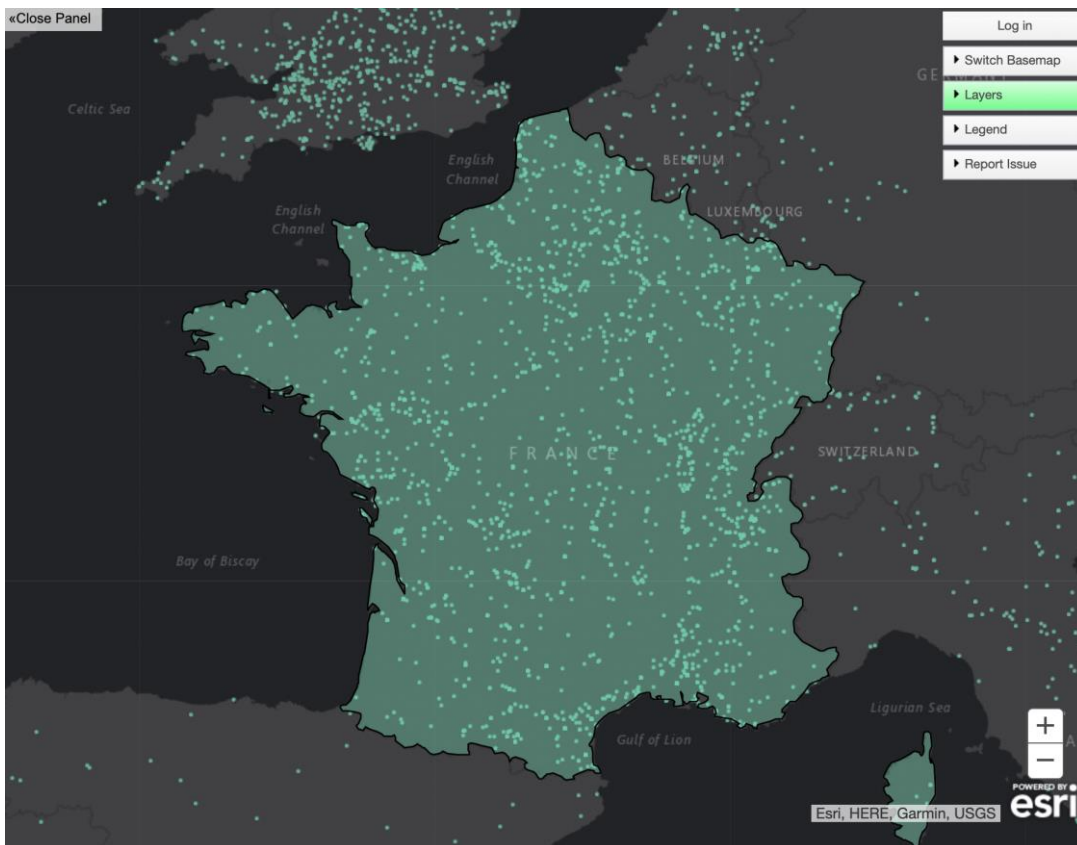 «Close Panel
Log in
Switch Basemap
GERMANY
Layers
Celtic Sea
Legend
English
Channel
BELGIUM
Report Issue
English
Channel
LUXEMBOURG
FRANCE
SWITZERLAND
Bay of Biscay
Ligurian Sea
Gulf of Lion
+
−
POWERED BY
esri
Esri, HERE, Garmin, USGS